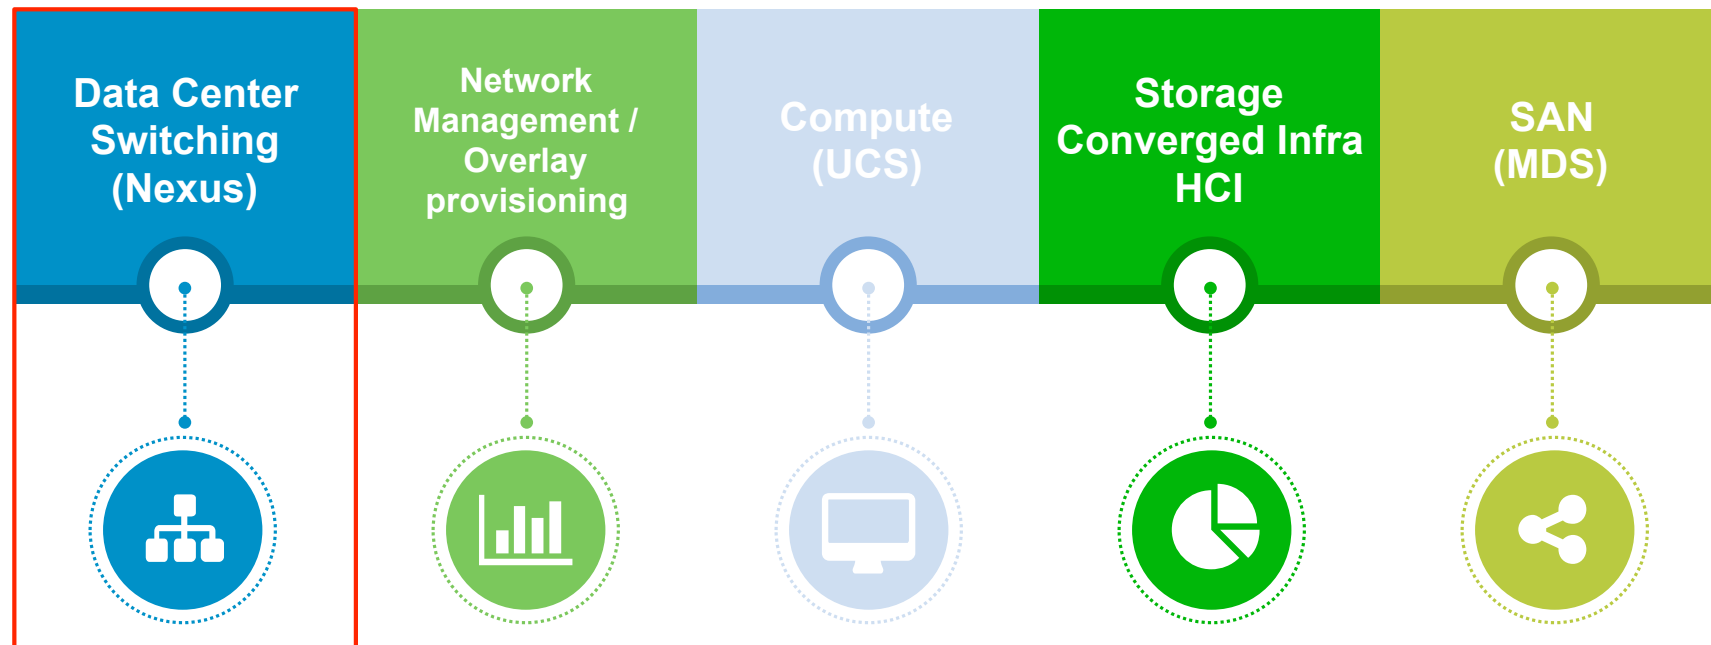 Data Center
Switching
(Nexus)
Network
Management /
Overlay
provisioning
Compute
(UCS)
Storage
Converged Infra
HCI
SAN
(MDS)